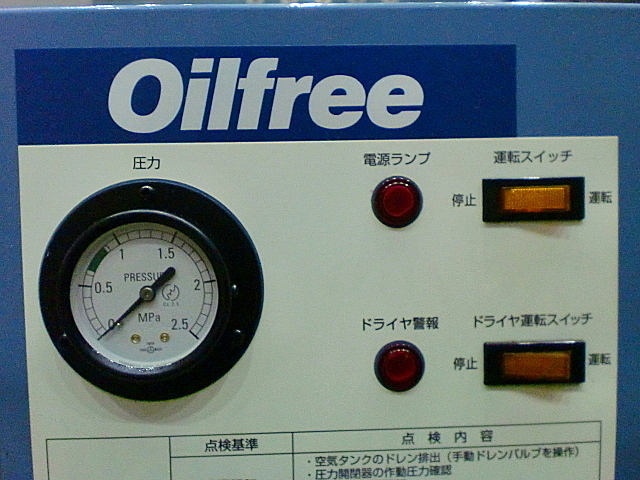 Oilfree
圧力
電源ランプ
運転スイッチ
停止
運転
0
0.5
1
1.5
2
2.5
PRESSURE
MPa
ドライヤ警報
ドライヤ運転スイッチ
停止
運転
点検基準
点検内容
・空気タンクのドレン排出（手動ドレンバルブを操作）
・圧力開閉器の作動圧力確認